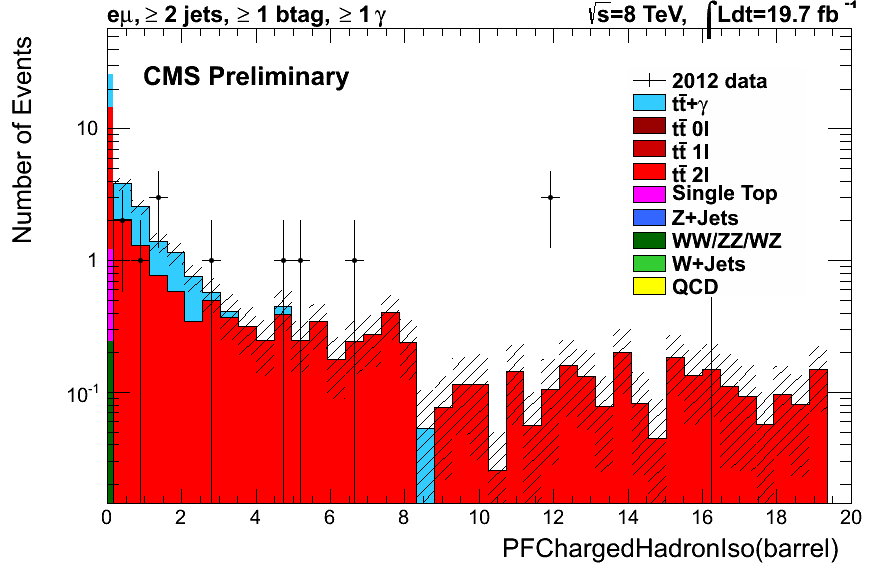 eμ, ≥ 2 jets, ≥ 1 btag, ≥ 1 γ
√s=8 TeV, ∫Ldt=19.7 fb⁻¹
CMS Preliminary
2012 data
tt̄+γ
tt̄ 0l
tt̄ 1l
tt̄ 2l
Single Top
Z+Jets
WW/ZZ/WZ
W+Jets
QCD
Number of Events
10
1
10⁻¹
0 2 4 6 8 10 12 14 16 18 20
PFChargedHadronIso(barrel)